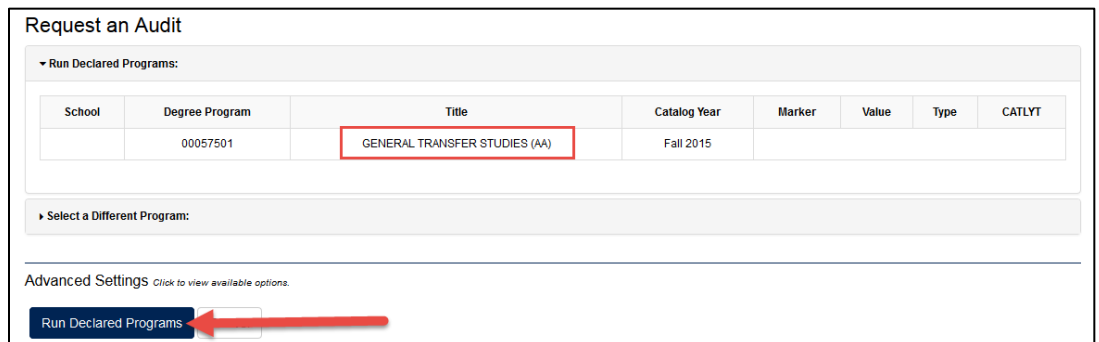 Request an Audit
Run Declared Programs:
School Degree Program Title Catalog Year Marker Value Type CATLYT
00057501 GENERAL TRANSFER STUDIES (AA) Fall 2015
Select a Different Program:
Advanced Settings Click to view available options.
Run Declared Programs